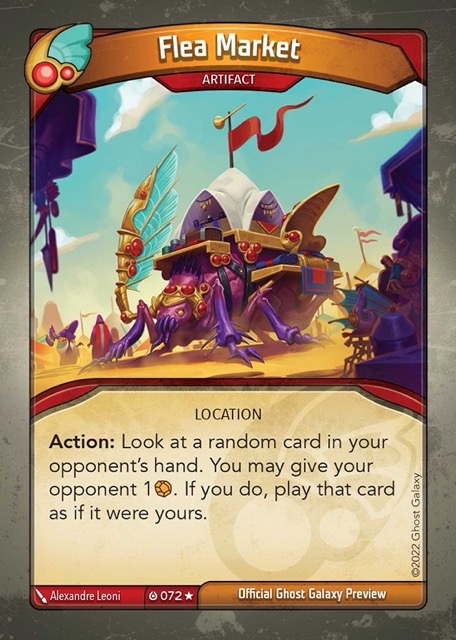 Flea Market
ARTIFACT
LOCATION
Action: Look at a random card in your
opponent's hand. You may give your
opponent 1. If you do, play that card
as if it were yours.
©2022 Ghost Galaxy
Alexandre Leoni
072★
Official Ghost Galaxy Preview